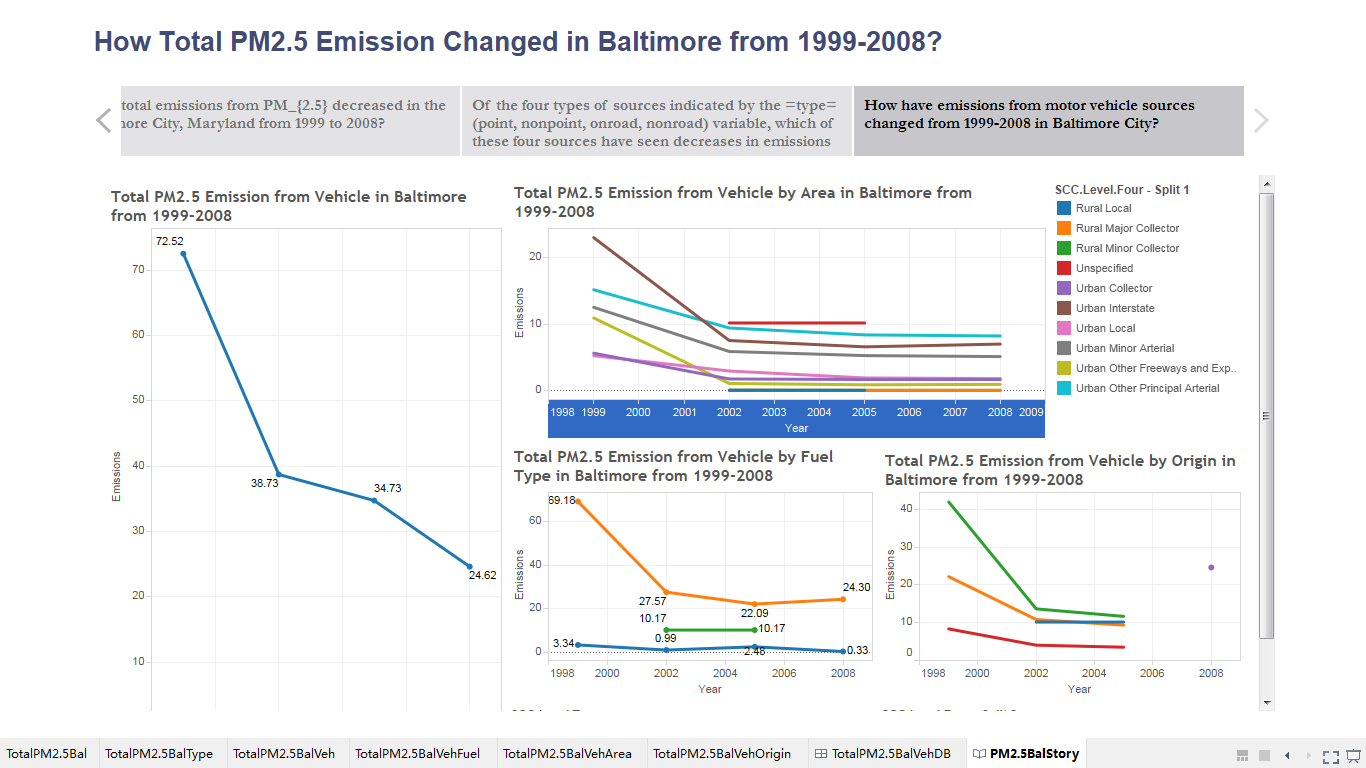 How Total PM2.5 Emission Changed in Baltimore from 1999-2008?
total emissions from PM_{2.5} decreased in the
more City, Maryland from 1999 to 2008?
Of the four types of sources indicated by the =type=
(point, nonpoint, onroad, nonroad) variable, which of
these four sources have seen decreases in emissions
How have emissions from motor vehicle sources
changed from 1999-2008 in Baltimore City?
Total PM2.5 Emission from Vehicle in Baltimore
from 1999-2008
72.52
70
60
50
40
30
20
10
Emissions
38.73
34.73
24.62
Total PM2.5 Emission from Vehicle by Area in Baltimore from
1999-2008
20
10
0
Emissions
1998 1999 2000 2001 2002 2003 2004 2005 2006 2007 2008 2009
Year
SCC.Level.Four - Split 1
Rural Local
Rural Major Collector
Rural Minor Collector
Unspecified
Urban Collector
Urban Interstate
Urban Local
Urban Minor Arterial
Urban Other Freeways and Exp..
Urban Other Principal Arterial
Total PM2.5 Emission from Vehicle by Fuel
Type in Baltimore from 1999-2008
69.18
60
40
20
0
Emissions
27.57
22.09
24.30
10.17
10.17
3.34
0.99
2.48
0.33
1998 2000 2002 2004 2006 2008
Year
Total PM2.5 Emission from Vehicle by Origin in
Baltimore from 1999-2008
40
30
20
10
0
Emissions
1998 2000 2002 2004 2006 2008
Year
TotalPM2.5Bal TotalPM2.5BalType TotalPM2.5BalVeh TotalPM2.5BalVehFuel TotalPM2.5BalVehArea TotalPM2.5BalVehOrigin TotalPM2.5BalVehDB PM2.5BalStory